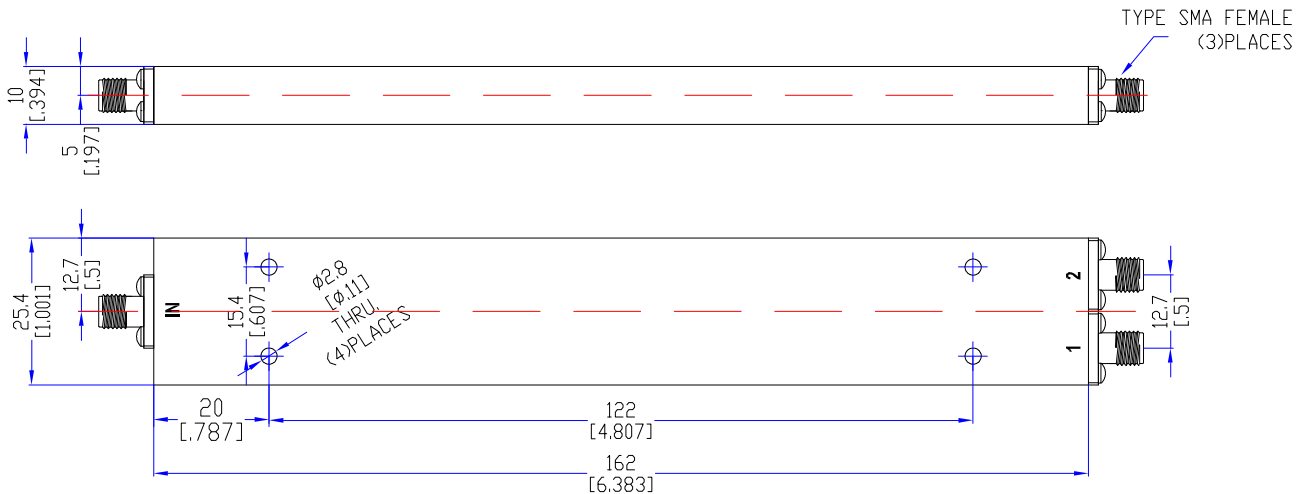 TYPE SMA FEMALE
(3)PLACES
10
[.394]
5
[.197]
25.4
[1.001]
12.7
[.5]
IN
15.4
[.607]
Ø2.8
[Ø.11]
THRU.
(4)PLACES
2
1
12.7
[.5]
20
[.787]
122
[4.807]
162
[6.383]